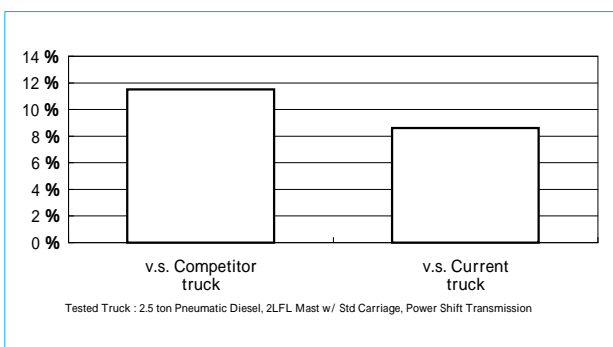 14 %
12 %
10 %
8 %
6 %
4 %
2 %
0 %
v.s. Competitor
truck
v.s. Current
truck
Tested Truck : 2.5 ton Pneumatic Diesel, 2LFL Mast w/ Std Carriage, Power Shift Transmission